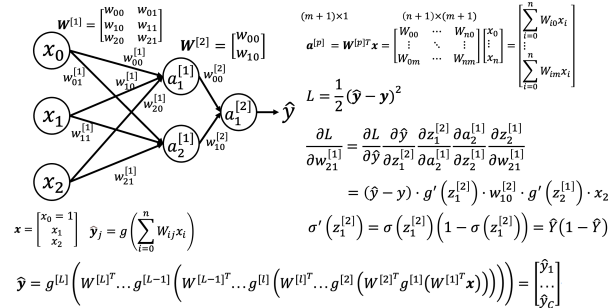 W^[1] = [w_00 w_01; w_10 w_11; w_20 w_21]
W^[2] = [w_00; w_10]
x_0
x_1
x_2
w_00^[1]
w_01^[1]
w_10^[1]
w_20^[1]
w_11^[1]
w_21^[1]
a_1^[1]
a_2^[1]
w_00^[2]
w_10^[2]
a_1^[2]
ŷ
x = [x_0 = 1; x_1; x_2]
ŷ_j = g(∑_{i=0}^{n} W_ij x_i)
(m + 1)×1 (n + 1)×(m + 1)
a^[p] = W^[p]T x = [W_00 ⋯ W_n0; ⋮ ⋱ ⋮; W_0m ⋯ W_nm] [x_0; ⋮; x_n] = [∑_{i=0}^{n} W_i0 x_i; ⋮; ∑_{i=0}^{n} W_im x_i]
L = 1/2 (ŷ − y)^2
∂L/∂w_21^[1] = ∂L/∂ŷ ∂ŷ/∂z_1^[2] ∂z_1^[2]/∂a_2^[1] ∂a_2^[1]/∂z_2^[1] ∂z_2^[1]/∂w_21^[1]
= (ŷ − y) · g′(z_1^[2]) · w_10^[2] · g′(z_2^[1]) · x_2
σ′(z_1^[2]) = σ(z_1^[2]) (1 − σ(z_1^[2])) = Ŷ(1 − Ŷ)
ŷ = g^[L] (W^[L]^T … g^[L−1] (W^[L−1]^T … g^[l] (W^[l]^T … g^[2] (W^[2]^T g^[1] (W^[1]^T x))))) = [ŷ_1; …; ŷ_C]